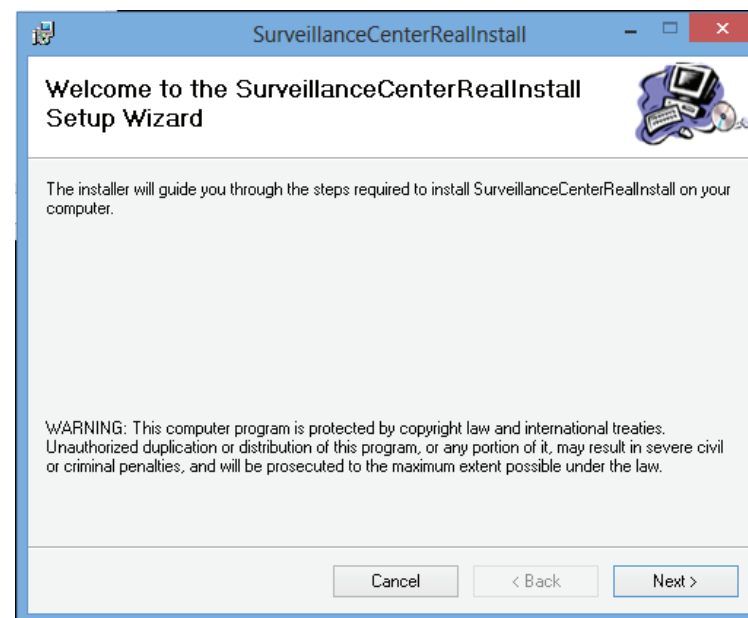 SurveillanceCenterRealInstall
Welcome to the SurveillanceCenterRealInstall
Setup Wizard
The installer will guide you through the steps required to install SurveillanceCenterRealInstall on your
computer.
WARNING: This computer program is protected by copyright law and international treaties.
Unauthorized duplication or distribution of this program, or any portion of it, may result in severe civil
or criminal penalties, and will be prosecuted to the maximum extent possible under the law.
Cancel
< Back
Next >